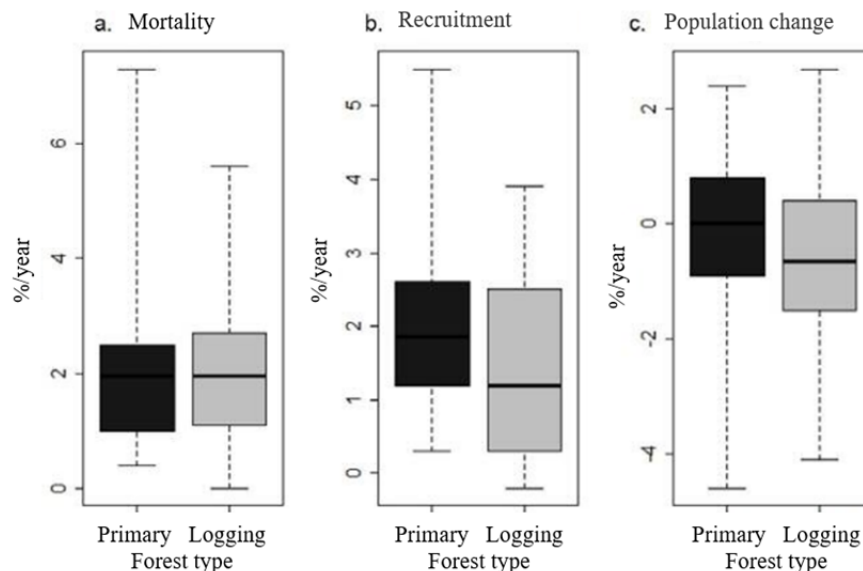 a. Mortality
%/year
6
4
2
0
Primary Logging
Forest type
b. Recruitment
%/year
5
4
3
2
1
0
Primary Logging
Forest type
c. Population change
%/year
2
0
-2
-4
Primary Logging
Forest type